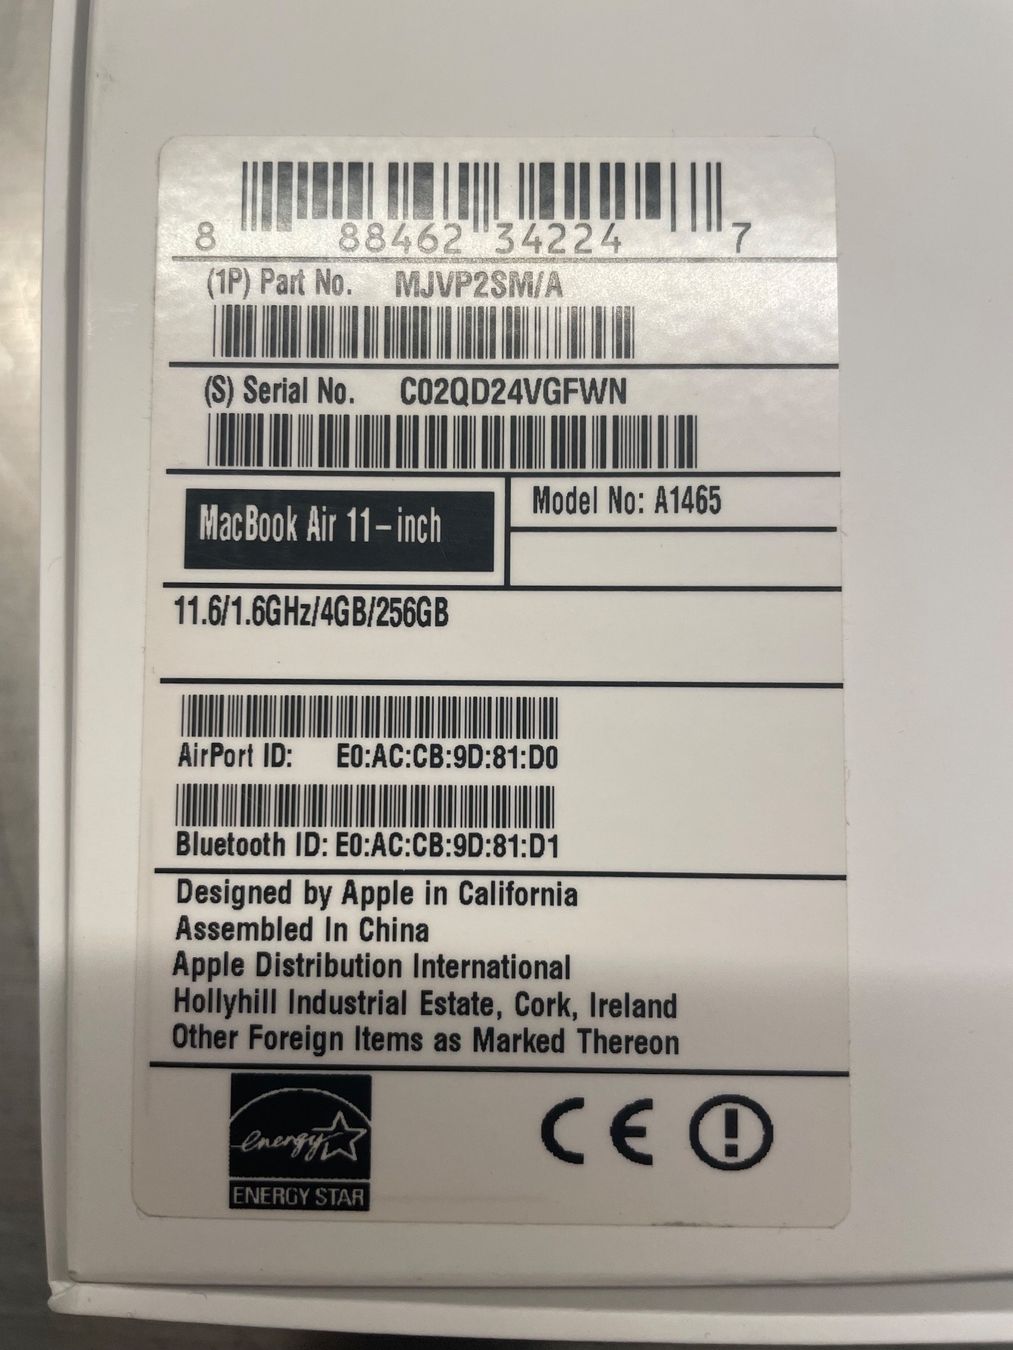 8 88462 34224 7
(1P) Part No. MJVP2SM/A
(S) Serial No. C02QD24VGFWN
MacBook Air 11-inch
Model No: A1465
11.6/1.6GHz/4GB/256GB
AirPort ID: E0:AC:CB:9D:81:D0
Bluetooth ID: E0:AC:CB:9D:81:D1
Designed by Apple in California
Assembled In China
Apple Distribution International
Hollyhill Industrial Estate, Cork, Ireland
Other Foreign Items as Marked Thereon
energy
CE
ENERGY STAR